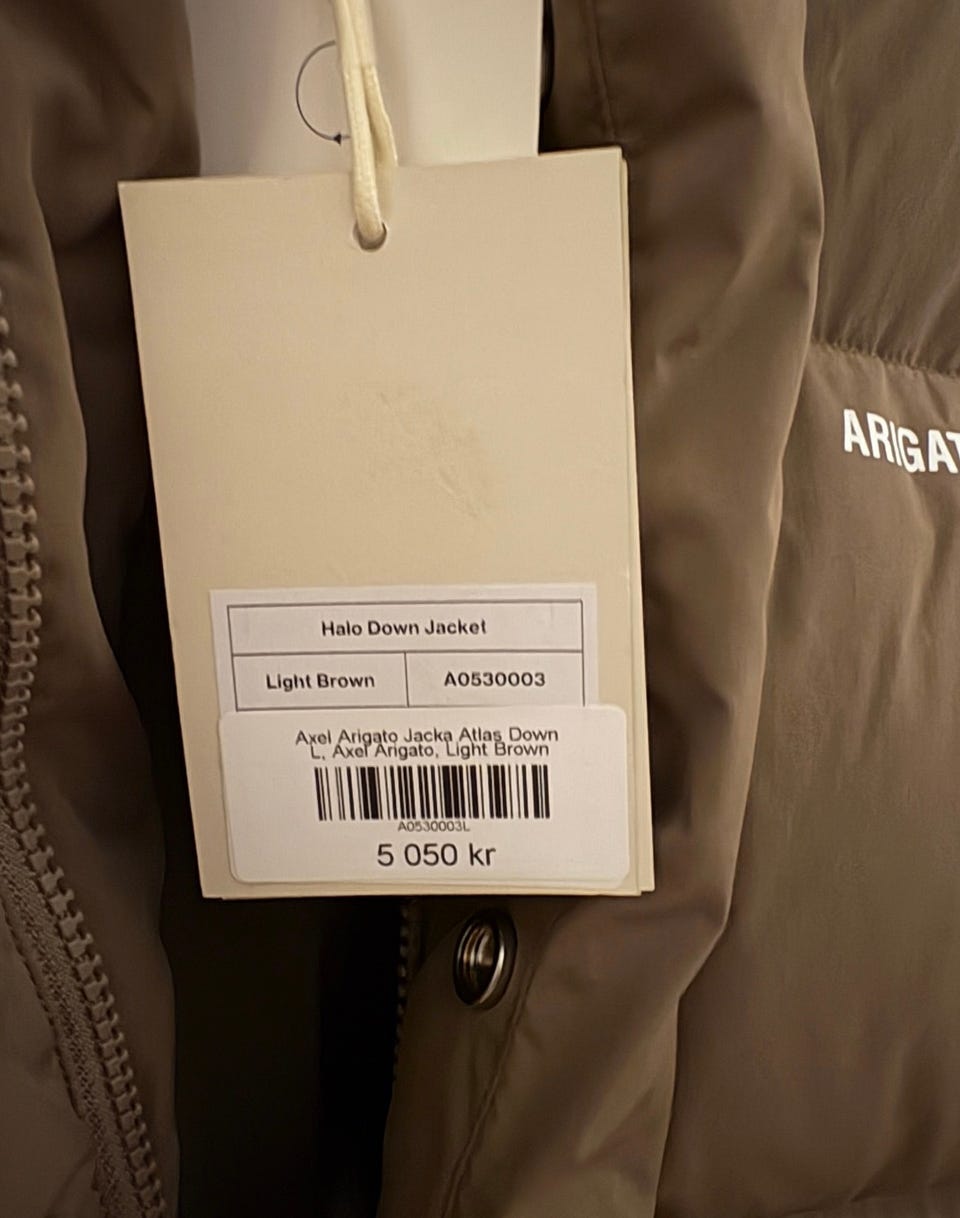 ARIGAT
Halo Down Jacket
Light Brown A0530003
Axel Arigato Jacka Atlas Down
L, Axel Arigato, Light Brown
A0530003L
5 050 kr